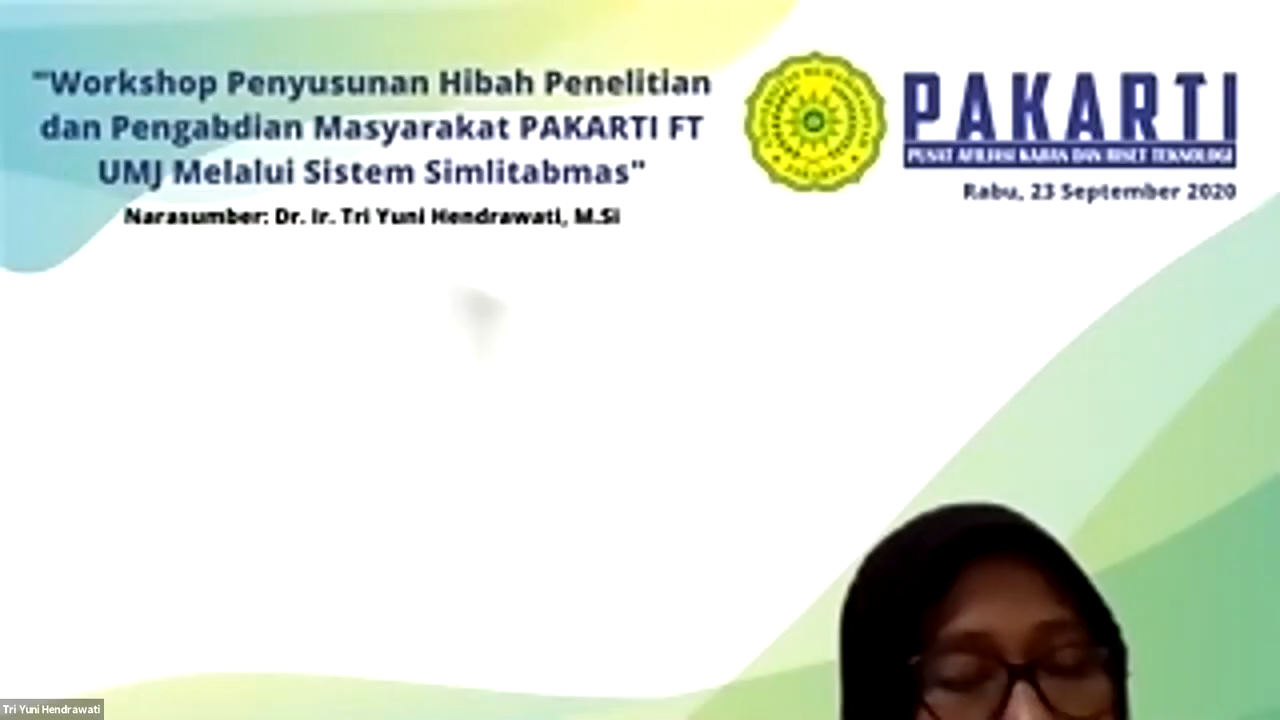 "Workshop Penyusunan Hibah Penelitian
dan Pengabdian Masyarakat PAKARTI FT
UMJ Melalui Sistem Simlitabmas"
Narasumber: Dr. Ir. Tri Yuni Hendrawati, M.Si
PAKARTI
PUSAT AFILIASI KAJIAN DAN RISET TEKNOLOGI
Rabu, 23 September 2020
Tri Yuni Hendrawati